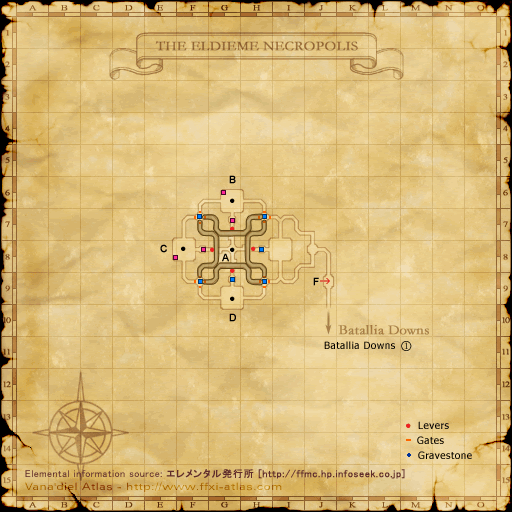 A B C D E F G H I J K L M N O
THE ELDIEME NECROPOLIS
1
2
3
4
5
6
7
8
9
10
11
12
13
14
15
B
C
A
F
D
Batallia Downs
Batallia Downs ①
Levers
Gates
Gravestone
Elemental information source: エレメンタル発行所 [http://ffmc.hp.infoseek.co.jp]
Vana'diel Atlas - http://www.ffxi-atlas.com
A B C D E F G H I J K L M N O